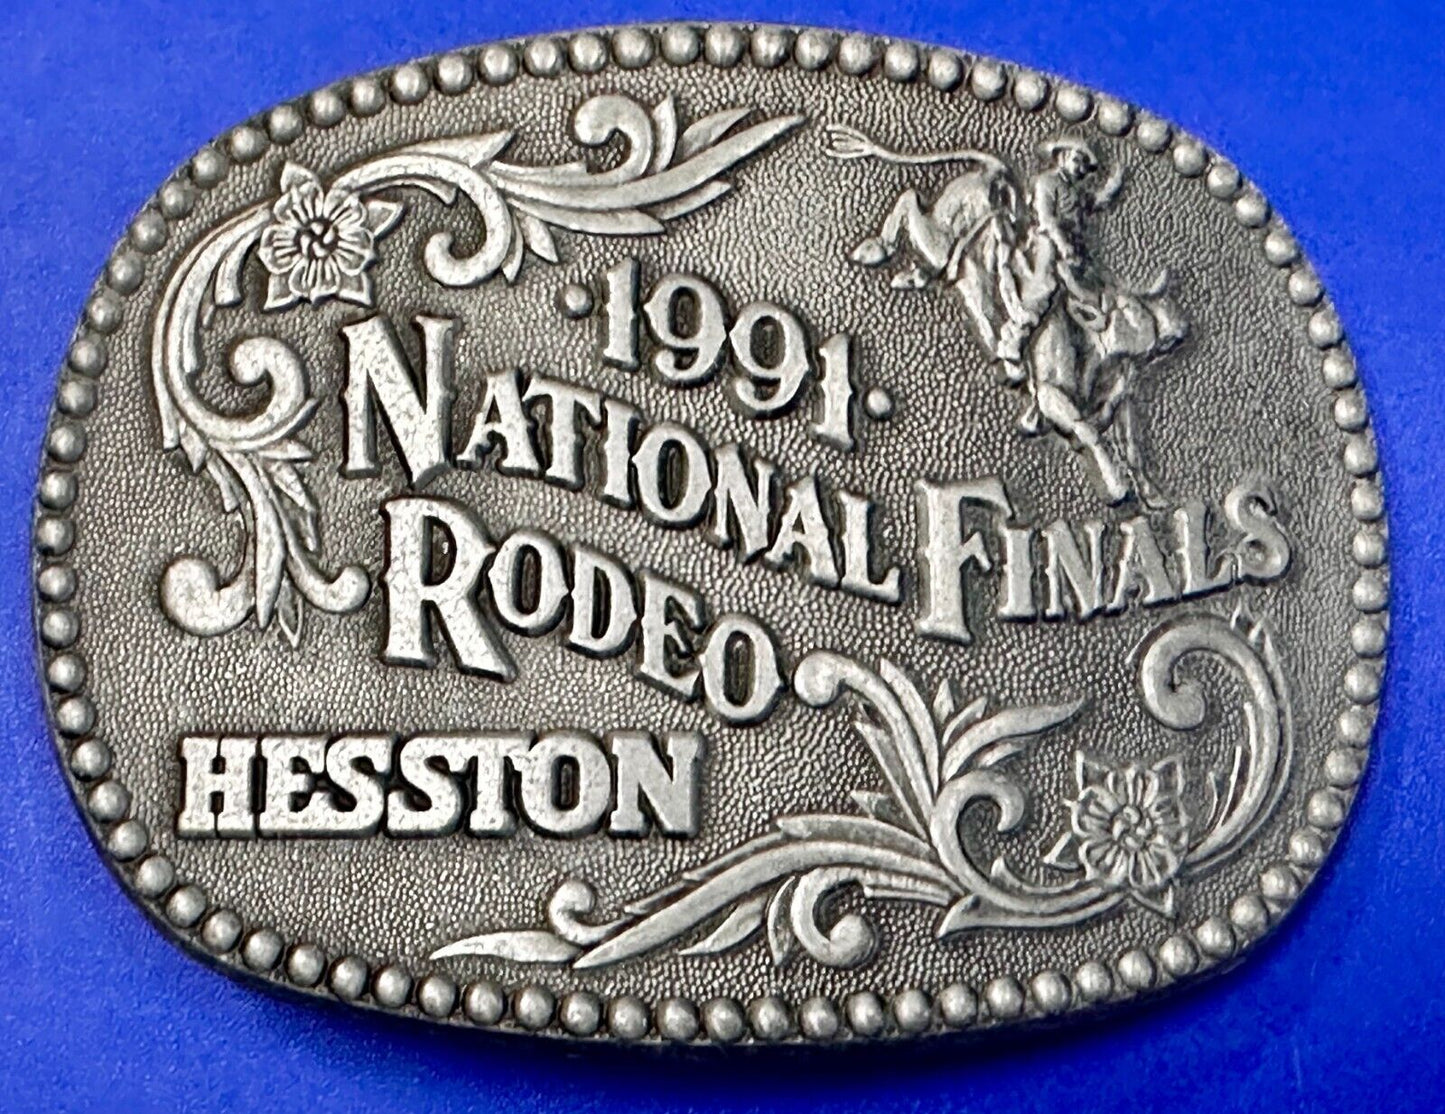 ·1991·
NATIONAL FINALS
RODEO
HESSTON